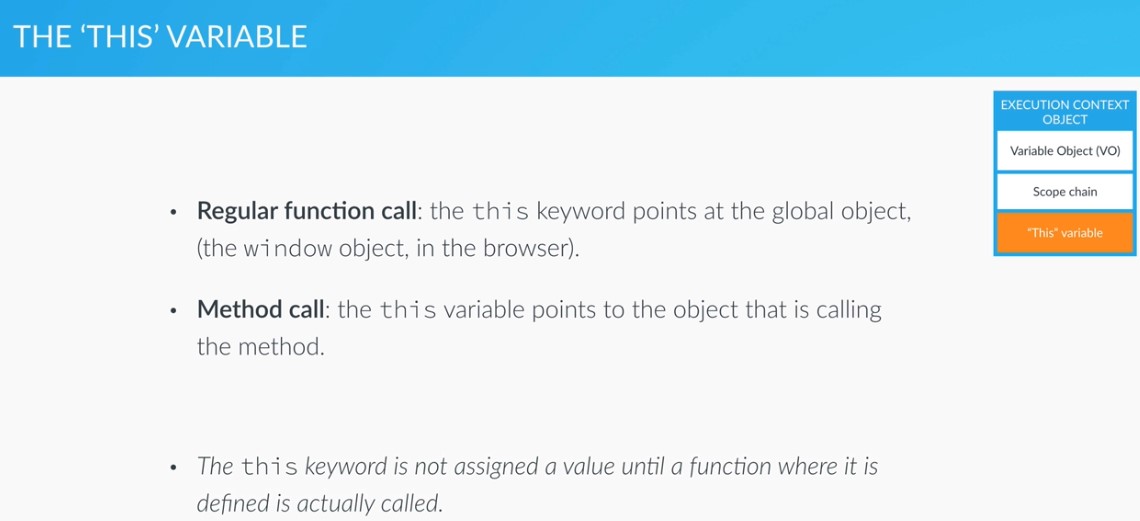 THE ‘THIS’ VARIABLE
EXECUTION CONTEXT
OBJECT
Variable Object (VO)
Scope chain
“This” variable
• Regular function call: the this keyword points at the global object,
(the window object, in the browser).
• Method call: the this variable points to the object that is calling
the method.
• The this keyword is not assigned a value until a function where it is
defined is actually called.